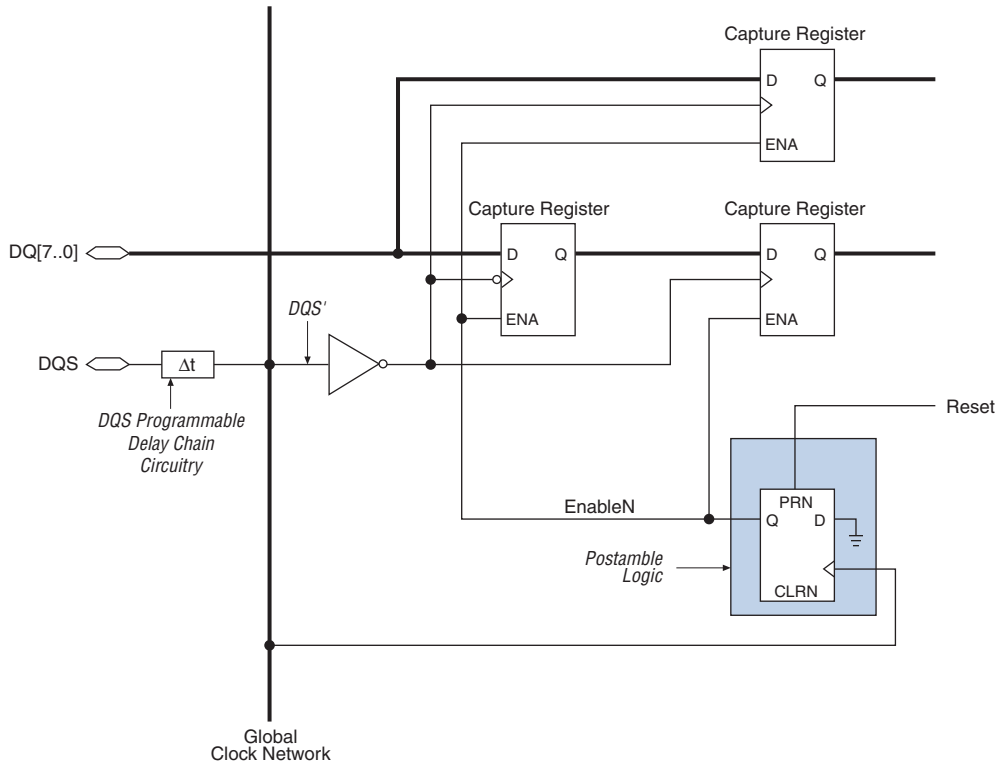 Capture Register
D Q
ENA
Capture Register
Capture Register
DQ[7..0]
D Q
D Q
ENA
ENA
DQS'
DQS
Δt
DQS Programmable
Delay Chain
Circuitry
Reset
PRN
EnableN
Q D
Postamble
Logic
CLRN
Global
Clock Network